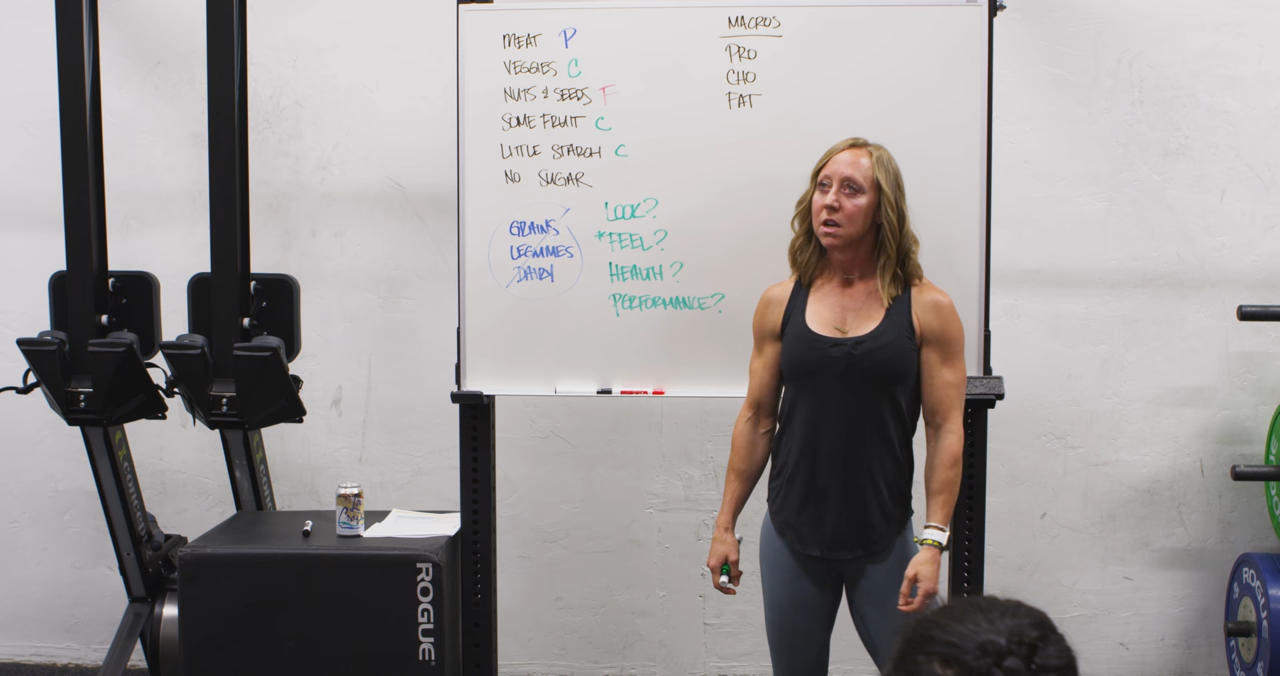 MEAT P
VEGGIES C
NUTS & SEEDS F
SOME FRUIT C
LITTLE STARCH C
NO SUGAR
GRAINS
LEGUMES
DAIRY
LOOK?
*FEEL?
HEALTH?
PERFORMANCE?
MACROS
PRO
CHO
FAT
LaCroix
ROGUE
ROGUE